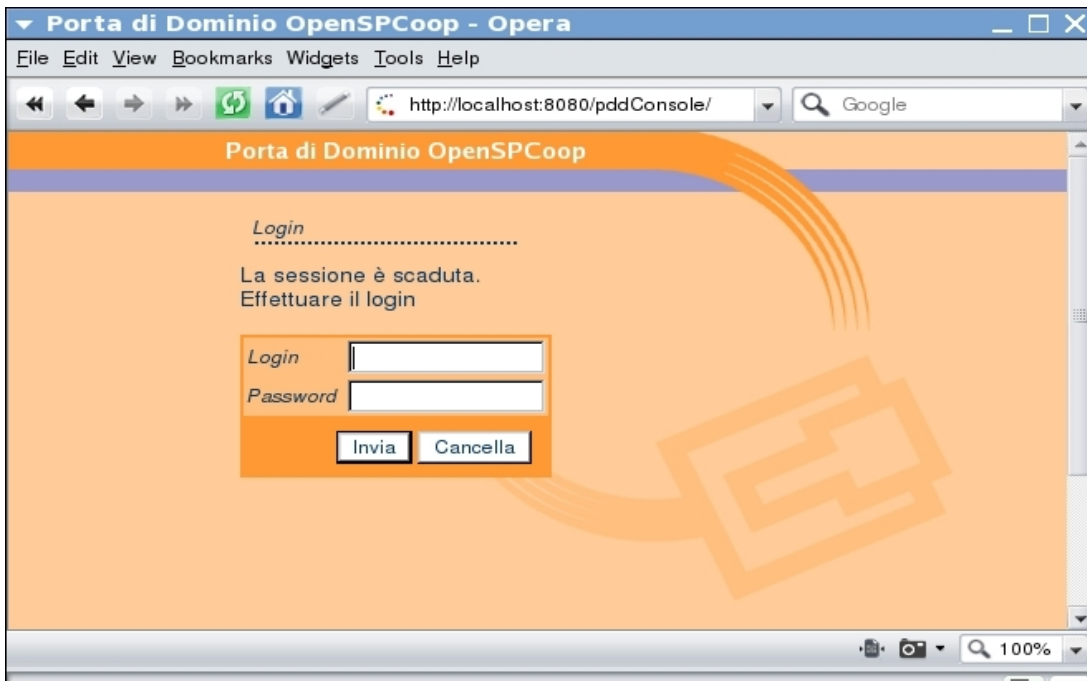 Porta di Dominio OpenSPCoop - Opera
File Edit View Bookmarks Widgets Tools Help
http://localhost:8080/pddConsole/
Google
Porta di Dominio OpenSPCoop
Login
La sessione è scaduta.
Effettuare il login
Login
Password
Invia Cancella
100%